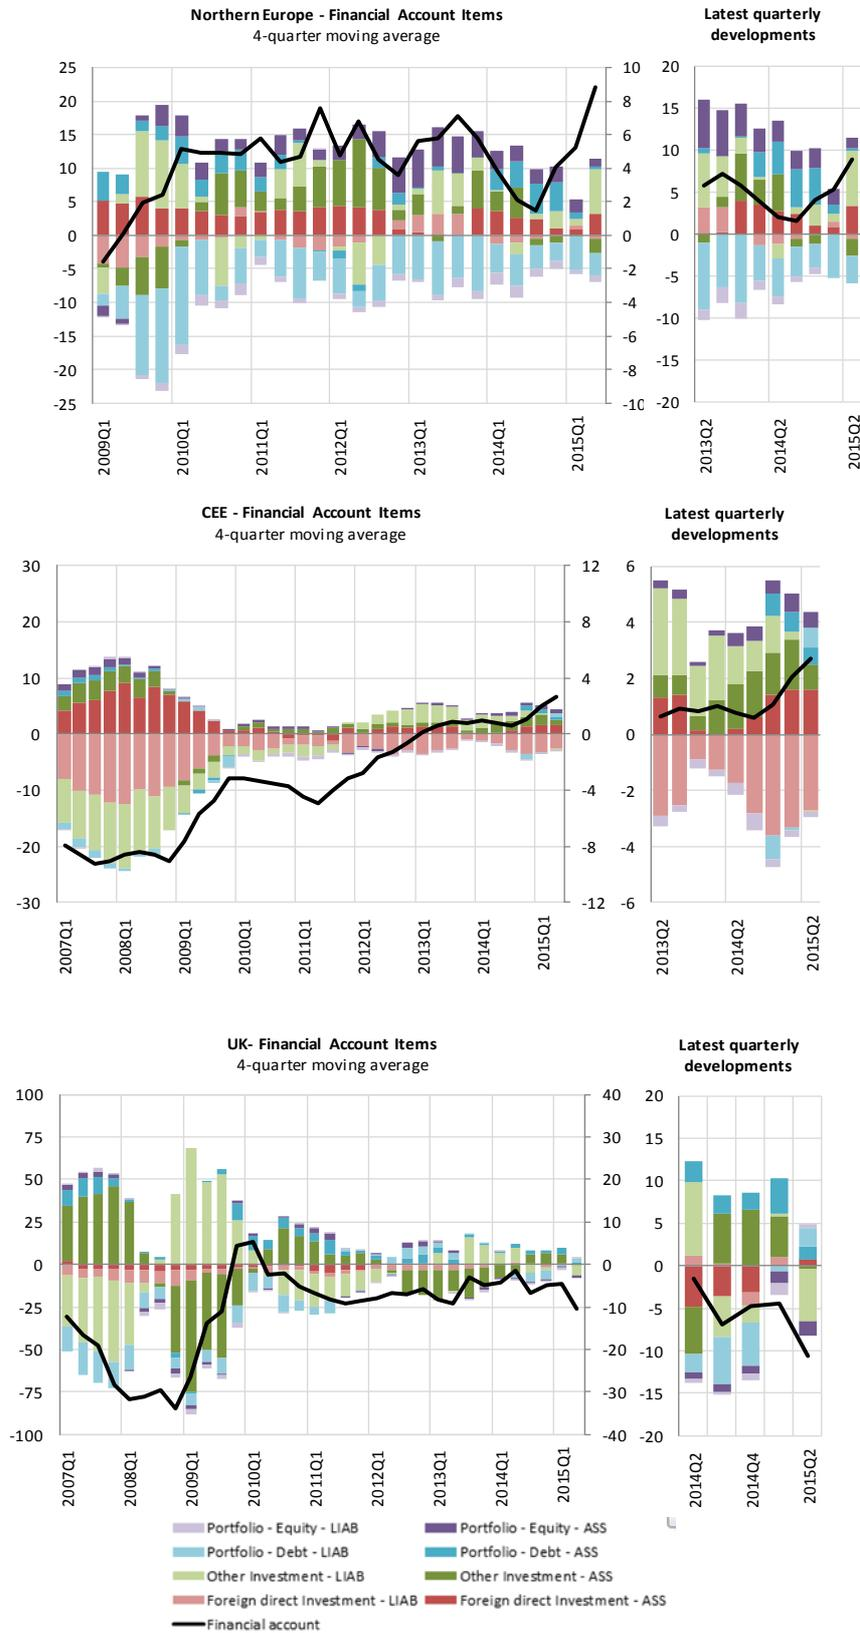 Northern Europe - Financial Account Items
4-quarter moving average
Latest quarterly
developments
25
20
15
10
5
0
-5
-10
-15
-20
-25
10
8
6
4
2
0
-2
-4
-6
-8
-10
2009Q1
2010Q1
2011Q1
2012Q1
2013Q1
2014Q1
2015Q1
20
15
10
5
0
-5
-10
-15
-20
2013Q2
2014Q2
2015Q2
CEE - Financial Account Items
4-quarter moving average
Latest quarterly
developments
30
20
10
0
-10
-20
-30
12
8
4
0
-4
-8
-12
2007Q1
2008Q1
2009Q1
2010Q1
2011Q1
2012Q1
2013Q1
2014Q1
2015Q1
6
4
2
0
-2
-4
-6
2013Q2
2014Q2
2015Q2
UK- Financial Account Items
4-quarter moving average
Latest quarterly
developments
100
75
50
25
0
-25
-50
-75
-100
40
30
20
10
0
-10
-20
-30
-40
2007Q1
2008Q1
2009Q1
2010Q1
2011Q1
2012Q1
2013Q1
2014Q1
2015Q1
20
15
10
5
0
-5
-10
-15
-20
2014Q2
2014Q4
2015Q2
Portfolio - Equity - LIAB
Portfolio - Equity - ASS
Portfolio - Debt - LIAB
Portfolio - Debt - ASS
Other Investment - LIAB
Other Investment - ASS
Foreign direct Investment - LIAB
Foreign direct Investment - ASS
Financial account